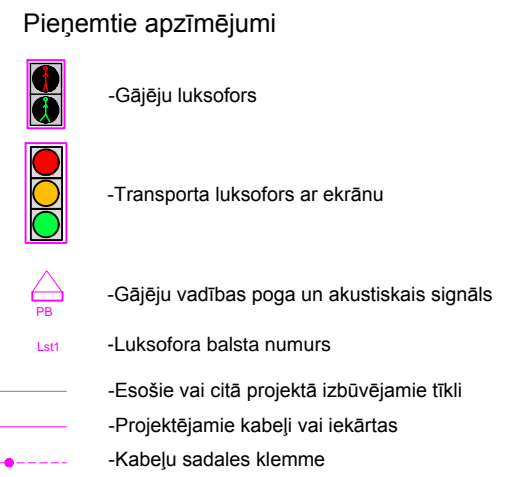 Pieņemtie apzīmējumi
-Gājēju luksofors
-Transporta luksofors ar ekrānu
-Gājēju vadības poga un akustiskais signāls
PB
Lst1 -Luksofora balsta numurs
-Esošie vai citā projektā izbūvējamie tīkli
-Projektējamie kabeļi vai iekārtas
-Kabeļu sadales klemme